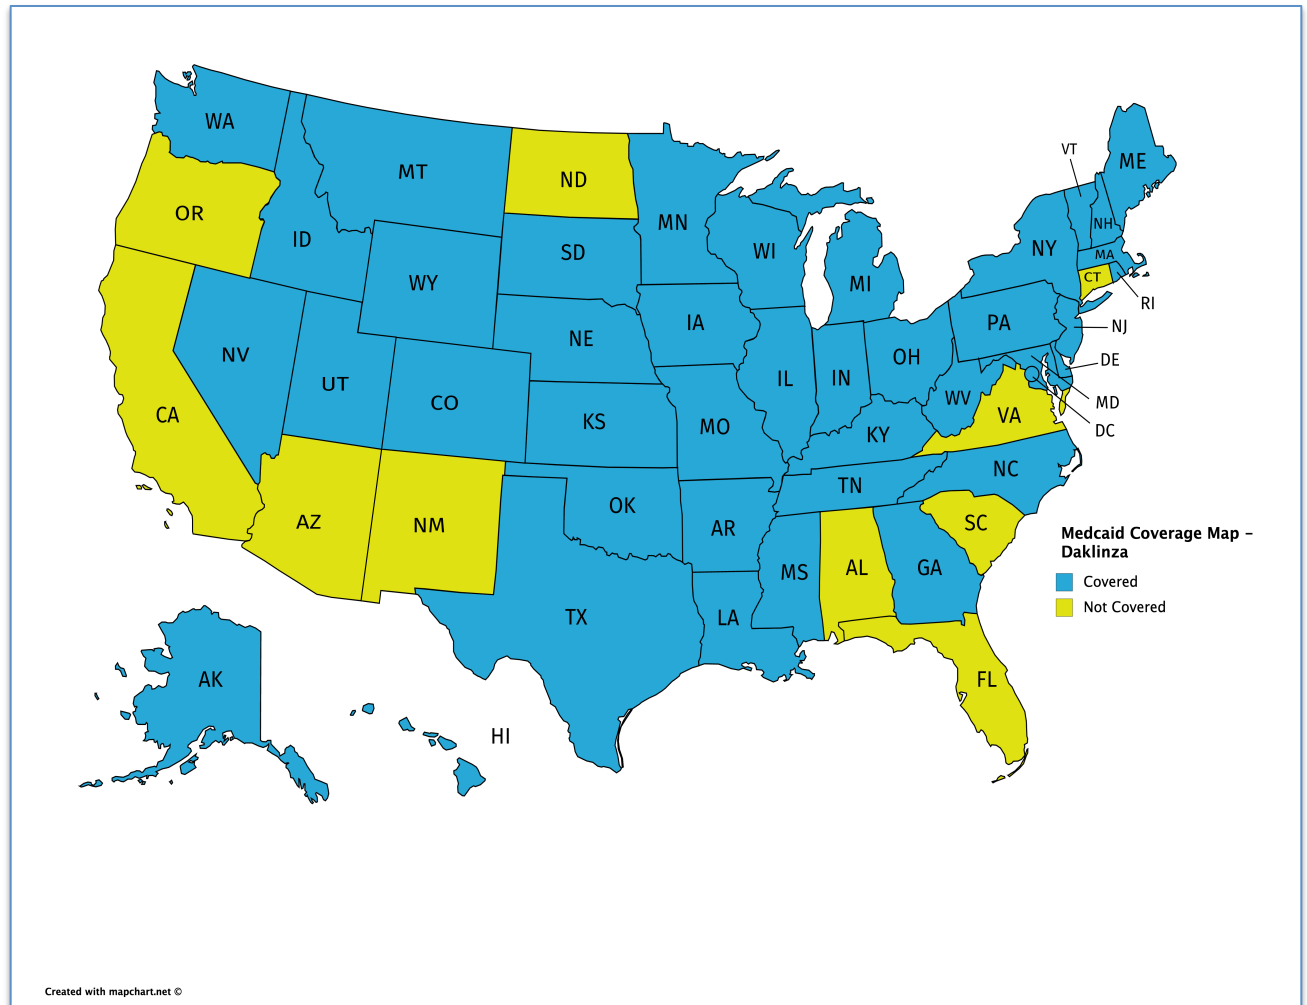 WA
MT
ND
VT
ME
OR
ID
MN
NH
NY
WI
SD
MA
CT
WY
MI
RI
IA
PA
NJ
NE
NV
OH
DE
UT
IL
IN
CO
WV
MD
CA
KS
MO
VA
DC
KY
NC
TN
OK
AZ
NM
AR
SC
Medcaid Coverage Map –
Daklinza
MS
AL
GA
Covered
Not Covered
TX
LA
AK
FL
HI
Created with mapchart.net ©